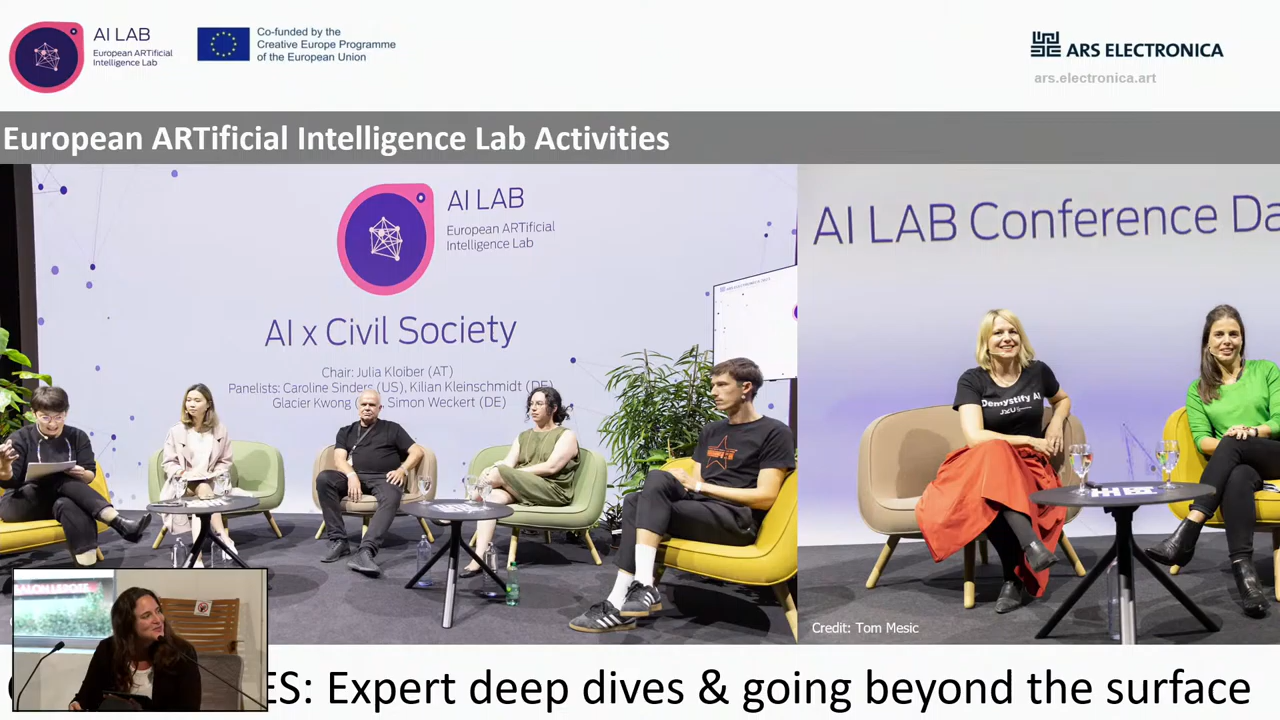 AI LAB
European ARTificial
Intelligence Lab
Co-funded by the
Creative Europe Programme
of the European Union
ARS ELECTRONICA
ars.electronica.art
European ARTificial Intelligence Lab Activities
AI LAB
European ARTificial
Intelligence Lab
AI x Civil Society
Chair: Julia Kloiber (AT)
Panelists: Caroline Sinders (US), Kilian Kleinschmidt (DE)
Glacier Kwong Simon Weckert (DE)
AI LAB Conference Da
Demystify AI
JKU
Credit: Tom Mesic
ES: Expert deep dives & going beyond the surface